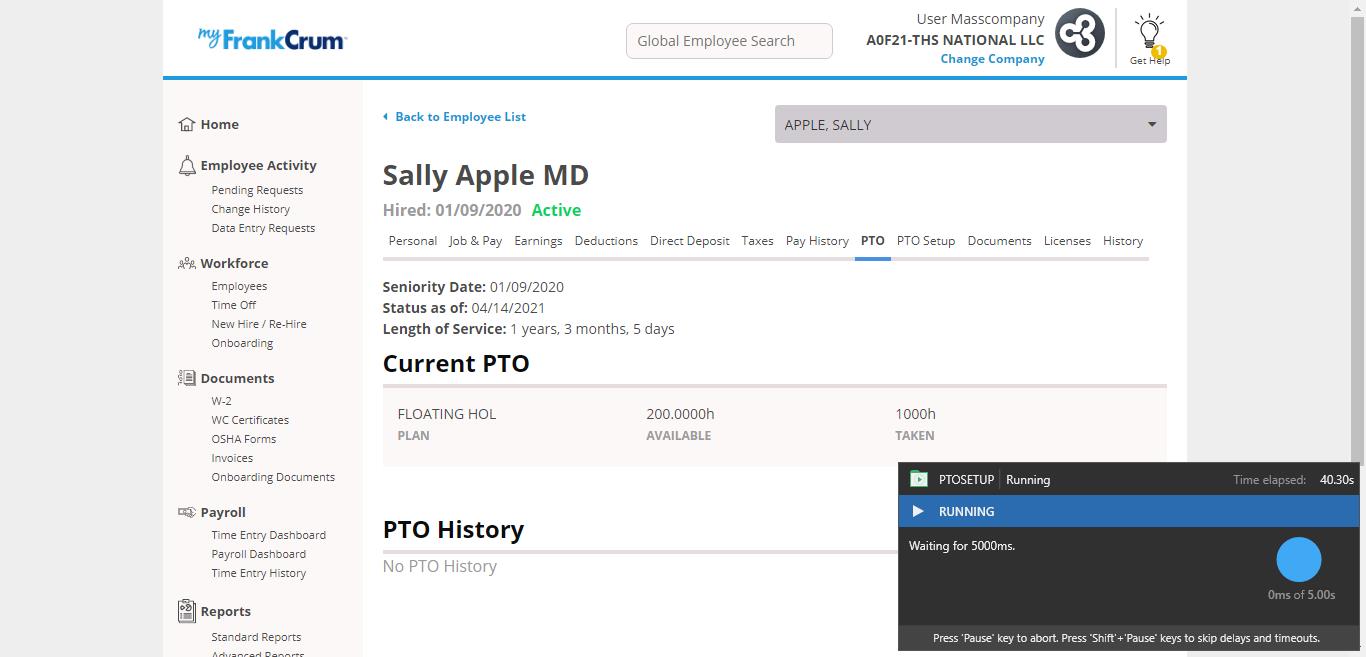 myFrankCrum
Global Employee Search
User Masscompany
A0F21-THS NATIONAL LLC
Change Company
1
Get Help
Home
Employee Activity
Pending Requests
Change History
Data Entry Requests
Workforce
Employees
Time Off
New Hire / Re-Hire
Onboarding
Documents
W-2
WC Certificates
OSHA Forms
Invoices
Onboarding Documents
Payroll
Time Entry Dashboard
Payroll Dashboard
Time Entry History
Reports
Standard Reports
Advanced Reports
Back to Employee List
APPLE, SALLY
Sally Apple MD
Hired: 01/09/2020 Active
Personal Job & Pay Earnings Deductions Direct Deposit Taxes Pay History PTO PTO Setup Documents Licenses History
Seniority Date: 01/09/2020
Status as of: 04/14/2021
Length of Service: 1 years, 3 months, 5 days
Current PTO
FLOATING HOL 200.0000h 1000h
PLAN AVAILABLE TAKEN
PTO History
No PTO History
PTOSETUP Running Time elapsed: 40.30s
RUNNING
Waiting for 5000ms.
0ms of 5.00s
Press 'Pause' key to abort. Press 'Shift'+'Pause' keys to skip delays and timeouts.